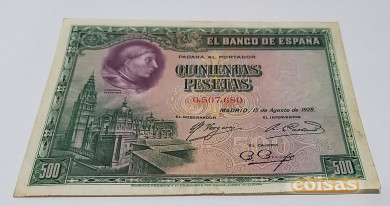 EL BANCO DE ESPAÑA
PAGARÁ AL PORTADOR
QUINIENTAS
PESETAS
0,507,680
MADRID, 15 de Agosto de 1928.
EL GOBERNADOR
EL INTERVENTOR
EL CAJERO
500
500
coisas